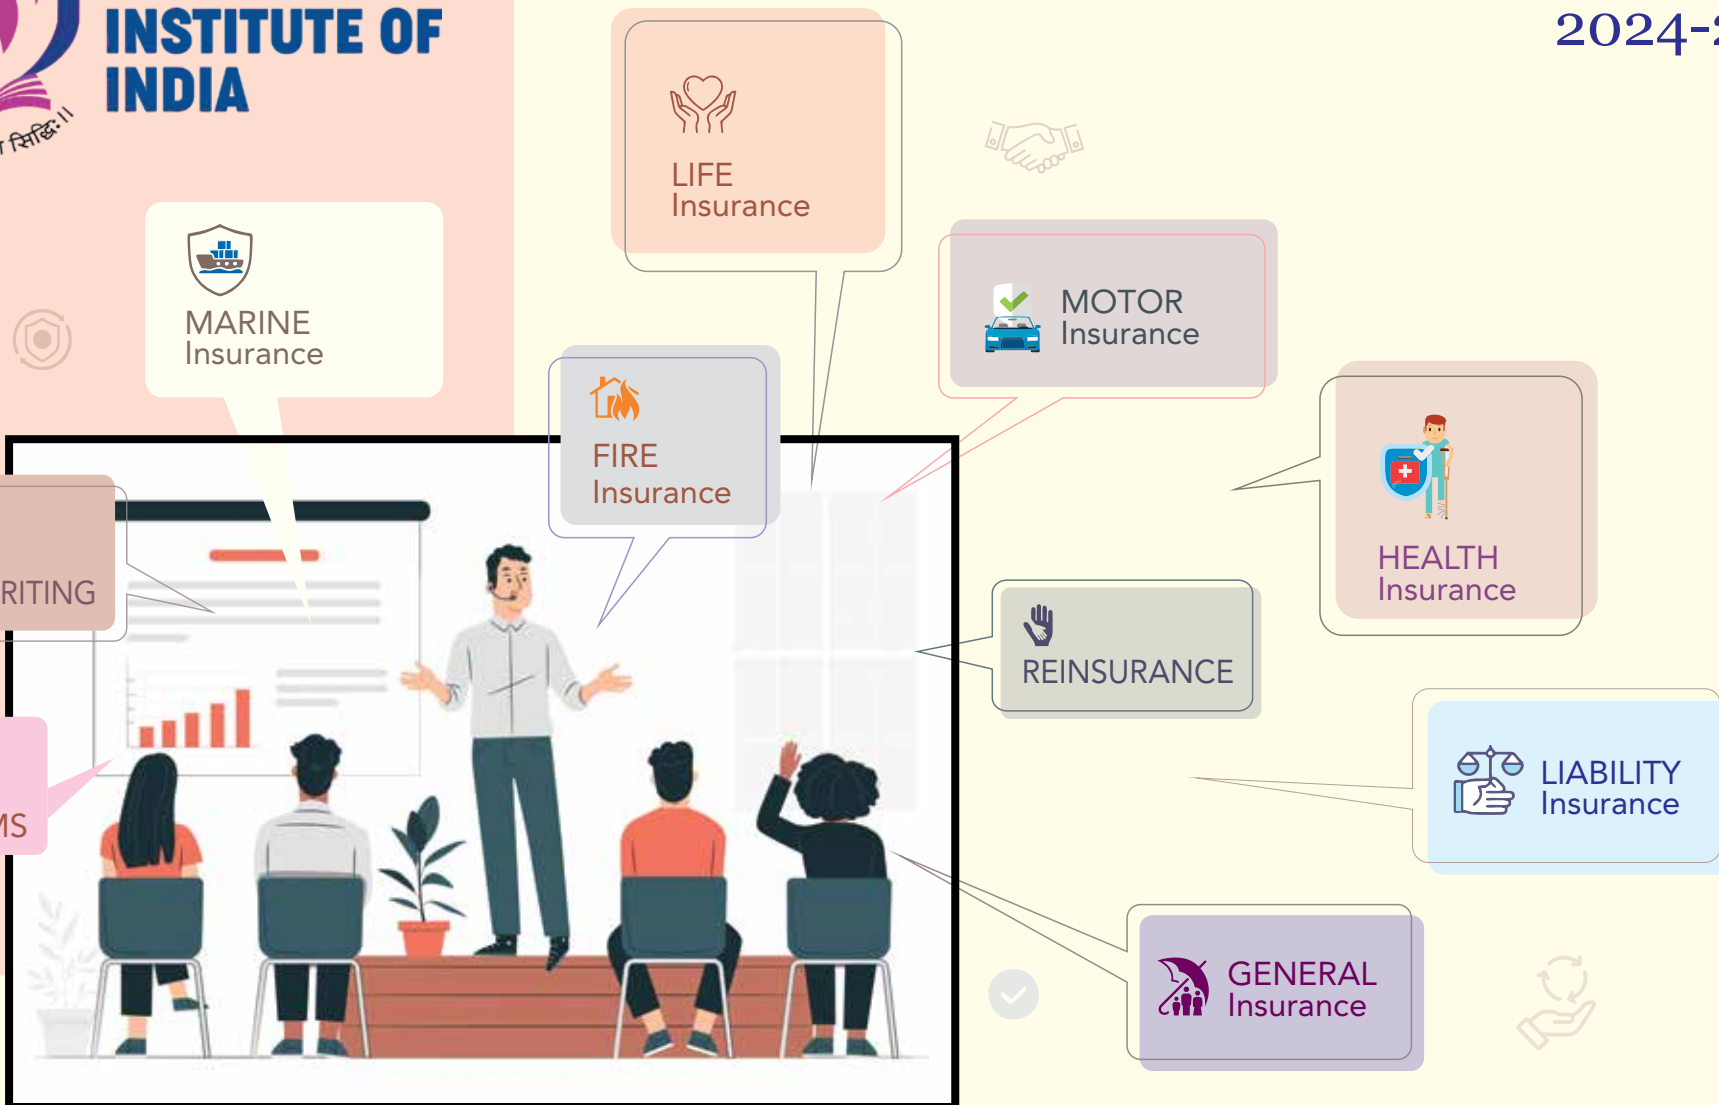 INSTITUTE OF
INDIA
सिद्धिः।।
2024-2
LIFE
Insurance
MARINE
Insurance
MOTOR
Insurance
FIRE
Insurance
HEALTH
Insurance
RITING
REINSURANCE
LIABILITY
Insurance
MS
GENERAL
Insurance